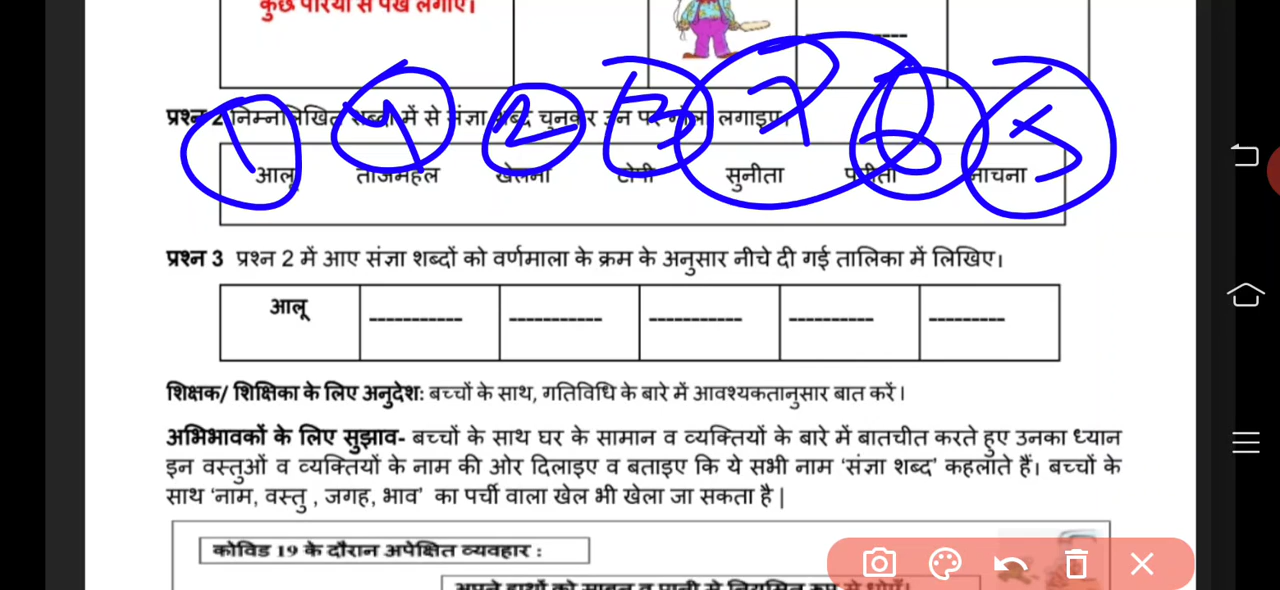 कुछ परियों से पंख लगाए।
प्रश्न 2 निम्नलिखित शब्दों में से संज्ञा शब्द चुनकर उन पर गोला लगाइए।
1 4 2 3 7 6 5
आलू ताजमहल खेलना टोपी सुनीता पपीता नाचना
प्रश्न 3 प्रश्न 2 में आए संज्ञा शब्दों को वर्णमाला के क्रम के अनुसार नीचे दी गई तालिका में लिखिए।
आलू ----------- ----------- ----------- ---------- ---------
शिक्षक/ शिक्षिका के लिए अनुदेश: बच्चों के साथ, गतिविधि के बारे में आवश्यकतानुसार बात करें।
अभिभावकों के लिए सुझाव- बच्चों के साथ घर के सामान व व्यक्तियों के बारे में बातचीत करते हुए उनका ध्यान
इन वस्तुओं व व्यक्तियों के नाम की ओर दिलाइए व बताइए कि ये सभी नाम 'संज्ञा शब्द' कहलाते हैं। बच्चों के
साथ 'नाम, वस्तु , जगह, भाव' का पर्ची वाला खेल भी खेला जा सकता है |
कोविड 19 के दौरान अपेक्षित व्यवहार :
अपने हाथों को साबुन व पानी से नियमित रूप से धोएँ।